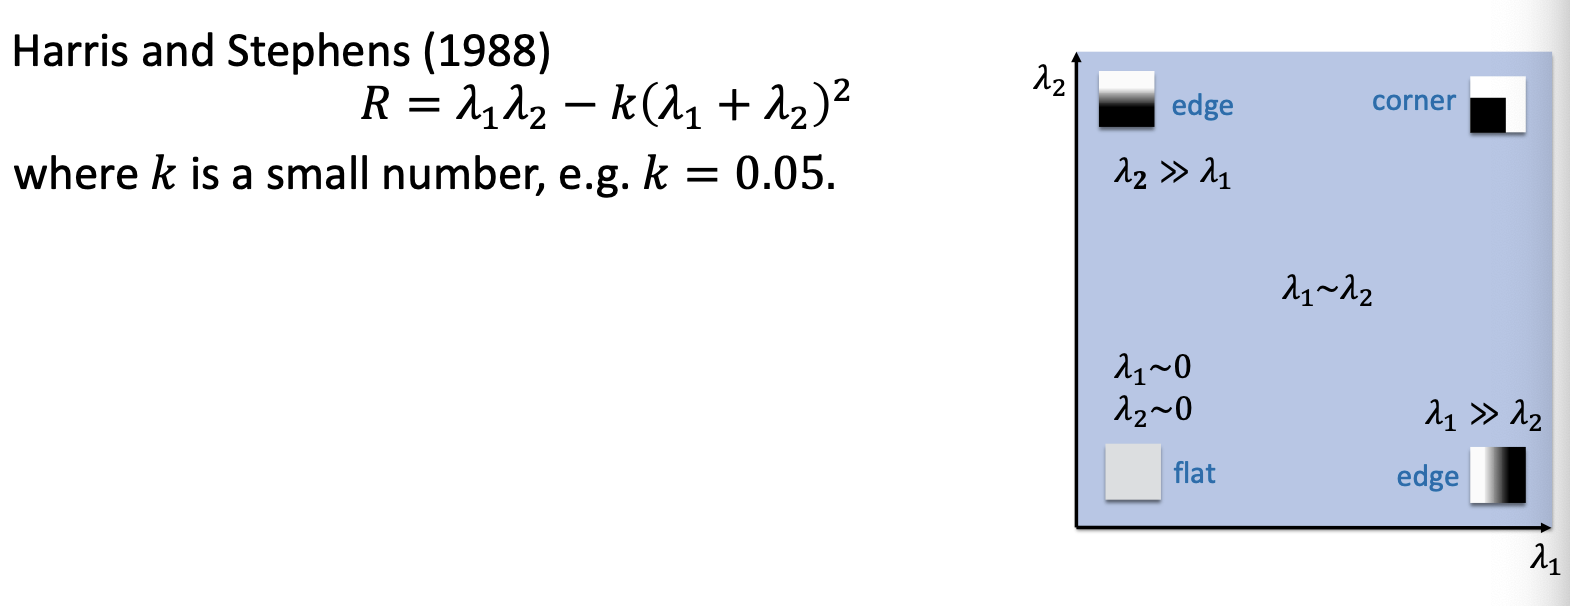 Harris and Stephens (1988)
R = λ₁λ₂ − k(λ₁ + λ₂)²
where k is a small number, e.g. k = 0.05.
λ₂
edge
corner
λ₂ ≫ λ₁
λ₁~λ₂
λ₁~0
λ₂~0
λ₁ ≫ λ₂
flat
edge
λ₁